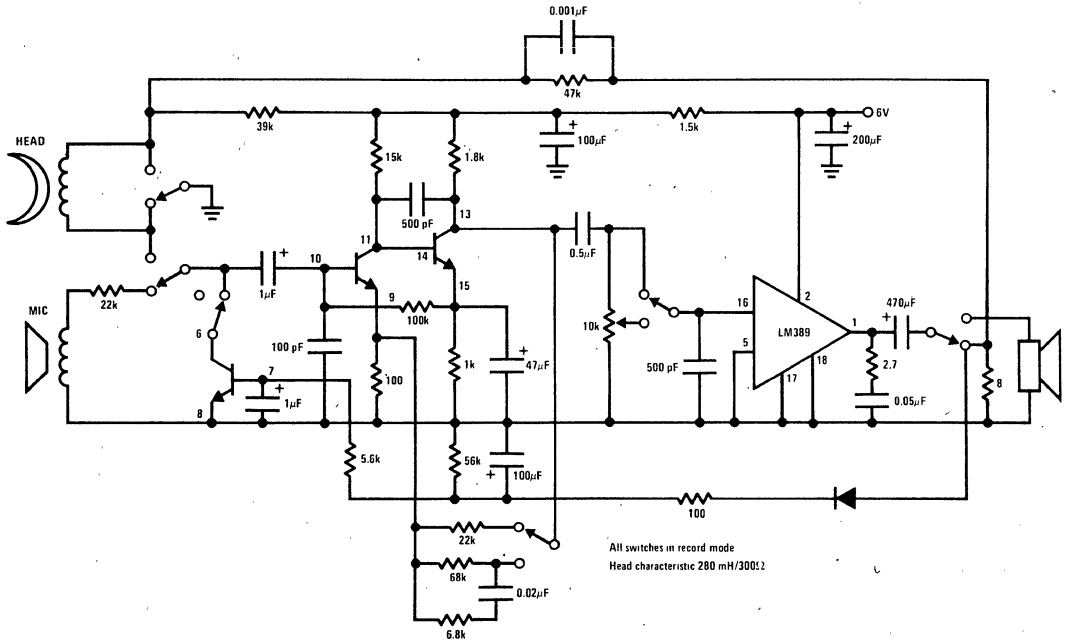 0.001µF
47k
39k
1.5k
6V
+
100µF
+
200µF
HEAD
15k
1.8k
500 pF
13
11
14
0.5µF
10
+
1µF
15
9
100k
22k
MIC
6
100 pF
10k
16
2
LM389
1
470µF
+
5
18
17
500 pF
2.7
0.05µF
8
7
+
1µF
8
100
1k
+
47µF
5.6k
56k
+
100µF
100
22k
68k
0.02µF
6.8k
All switches in record mode
Head characteristic 280 mH/300Ω